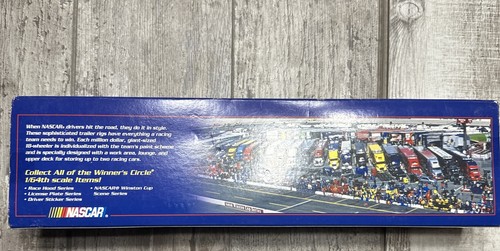 When NASCAR® drivers hit the road, they do it in style.
These sophisticated trailer rigs have everything a racing
team needs to win. Each million dollar, giant-sized
18-wheeler is individualized with the team's paint scheme
and is specially designed with a work area, lounge, and
upper deck for storing up to two racing cars.
Collect All of the Winner's Circle®
1/64th scale Items!
• Race Hood Series
• License Plate Series
• Driver Sticker Series
• NASCAR® Winston Cup
Scene Series
NASCAR